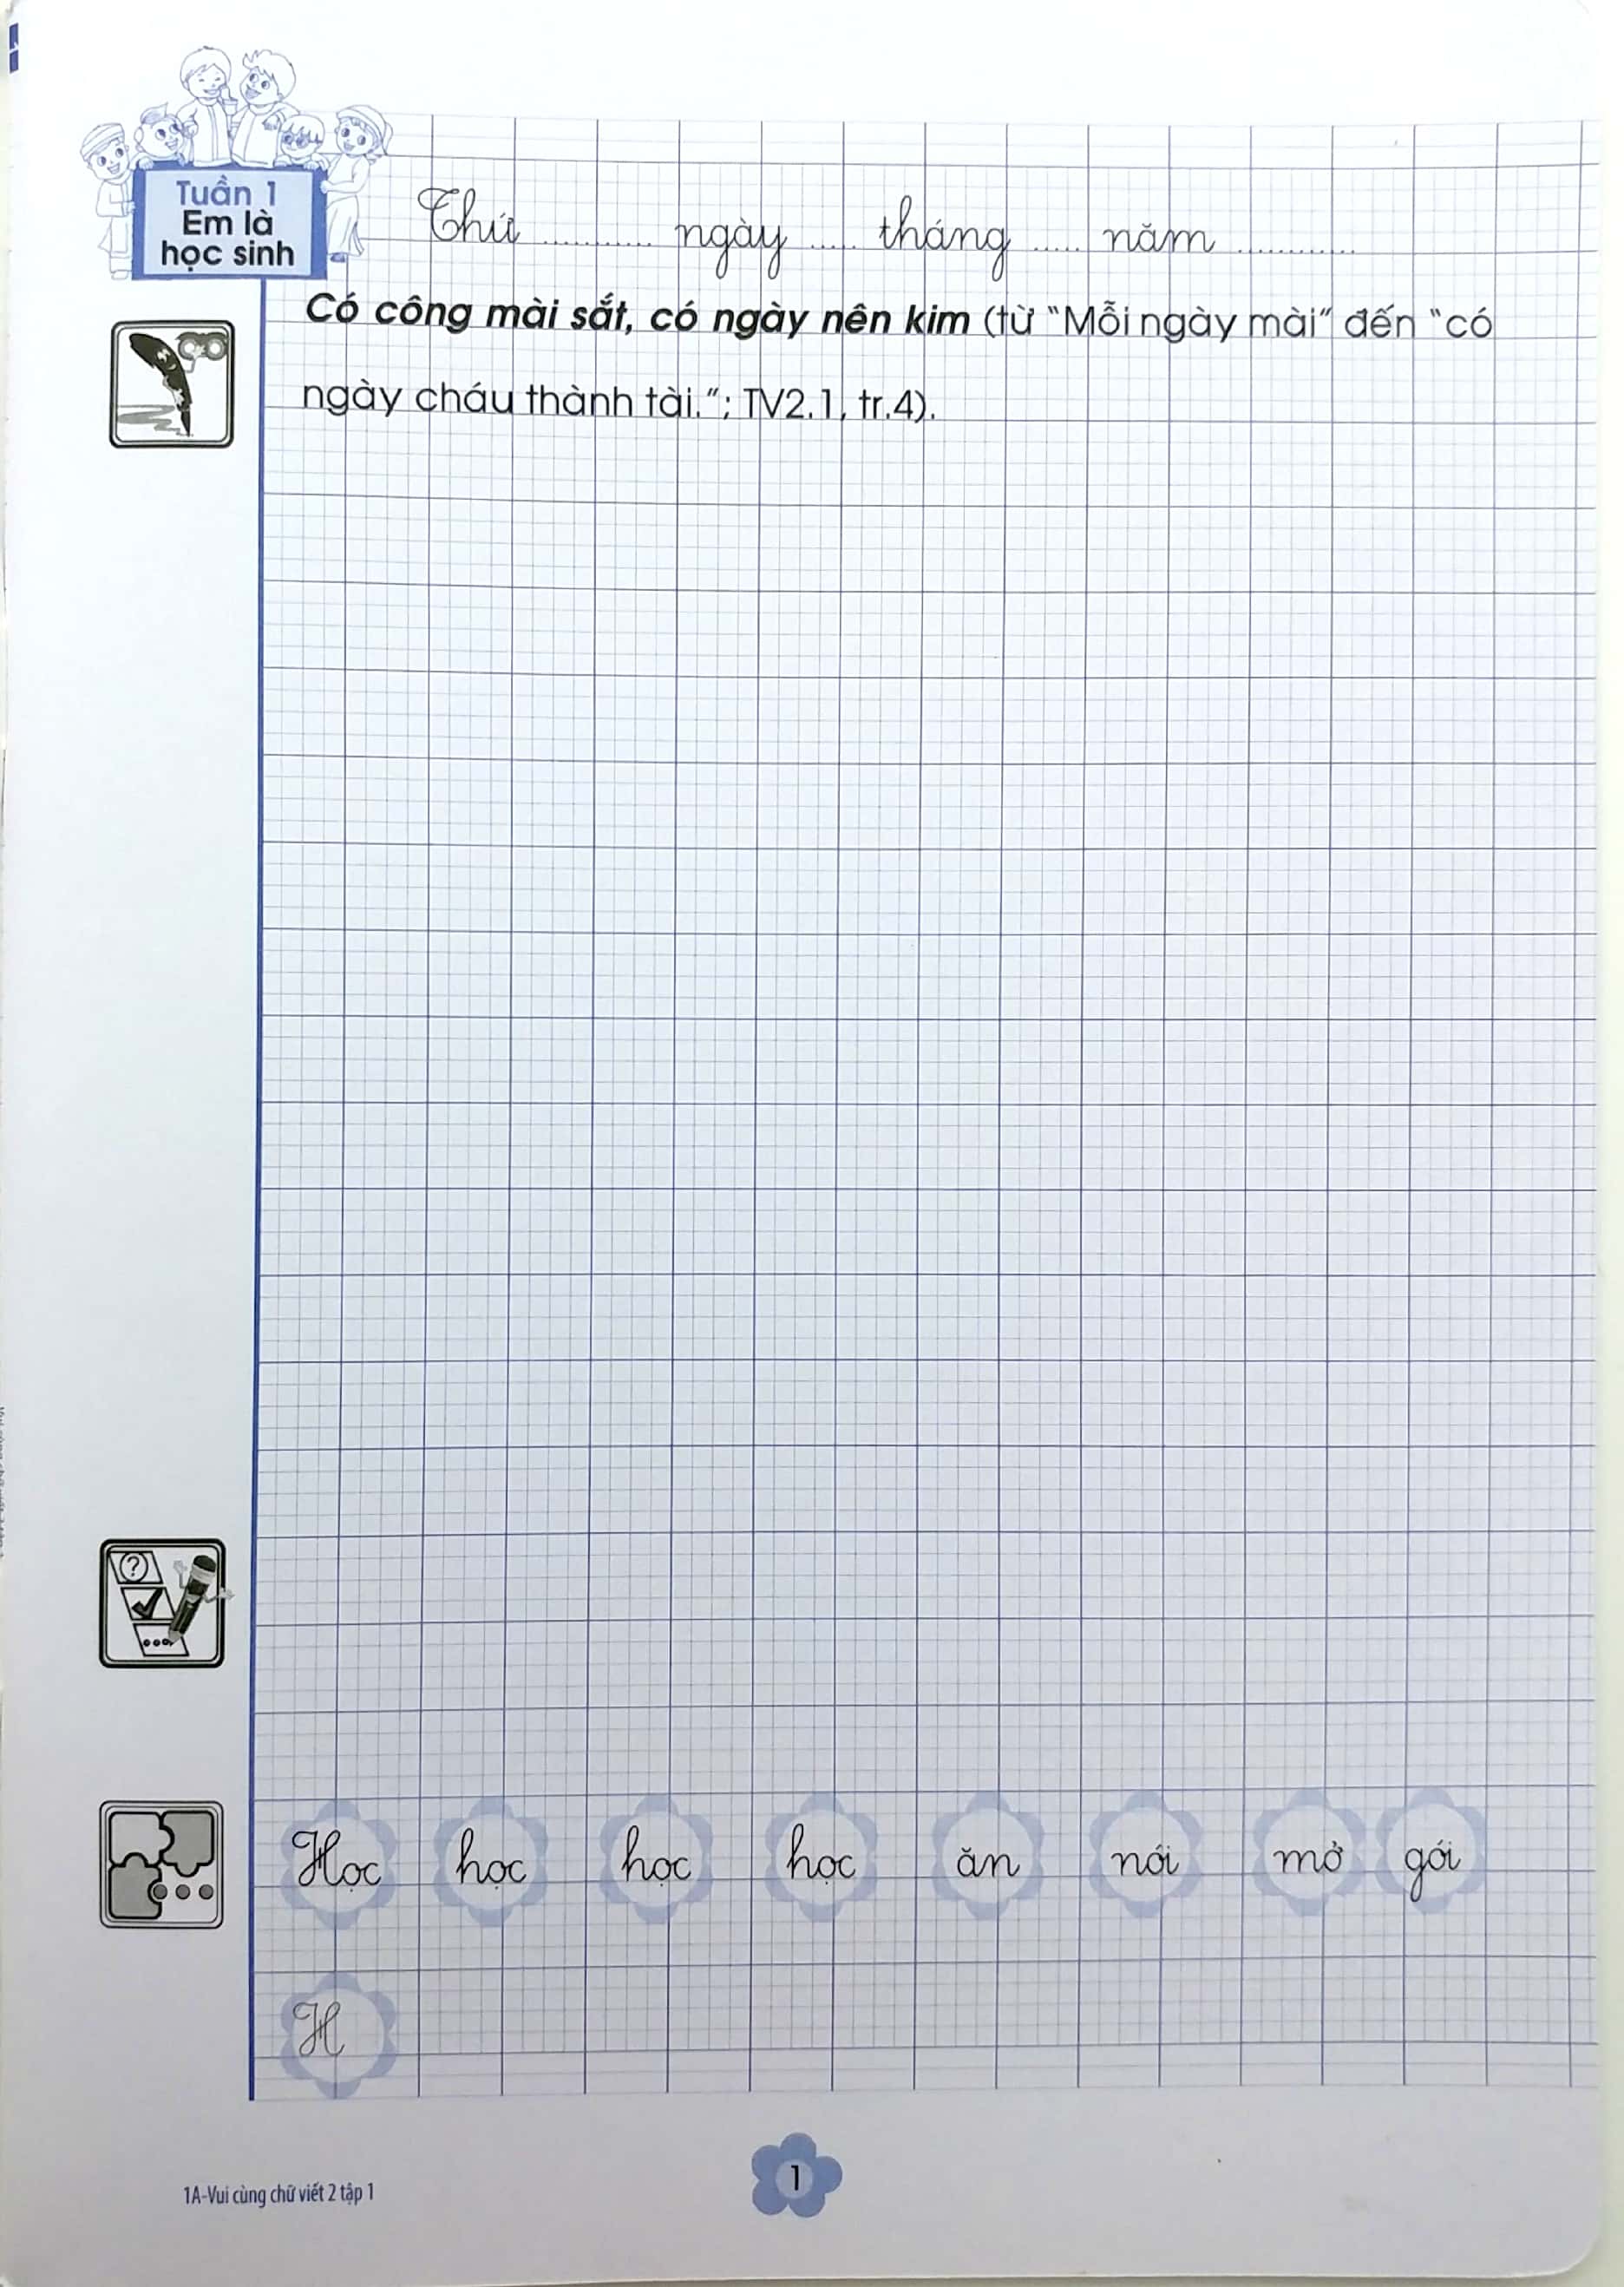 Tuần 1
Em là
học sinh
Thứ ............ ngày ..... tháng ..... năm .............
Có công mài sắt, có ngày nên kim (từ "Mỗi ngày mài" đến "có
ngày cháu thành tài."; TV2.1, tr.4).
?
Học học học học ăn nói mở gói
H
1
1A-Vui cùng chữ viết 2 tập 1